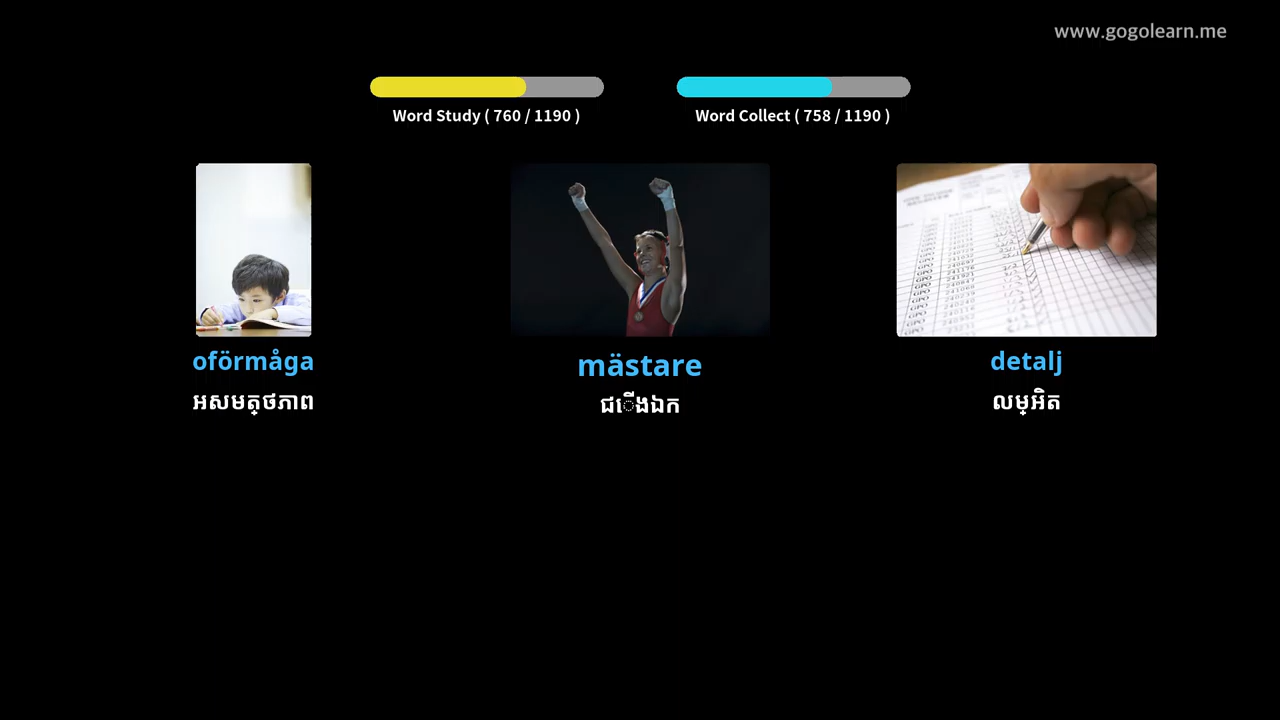 www.gogolearn.me
Word Study ( 760 / 1190 )
Word Collect ( 758 / 1190 )
oförmåga
mästare
detalj
អសមត្ថភាព
ជើងឯក
លម្អិត